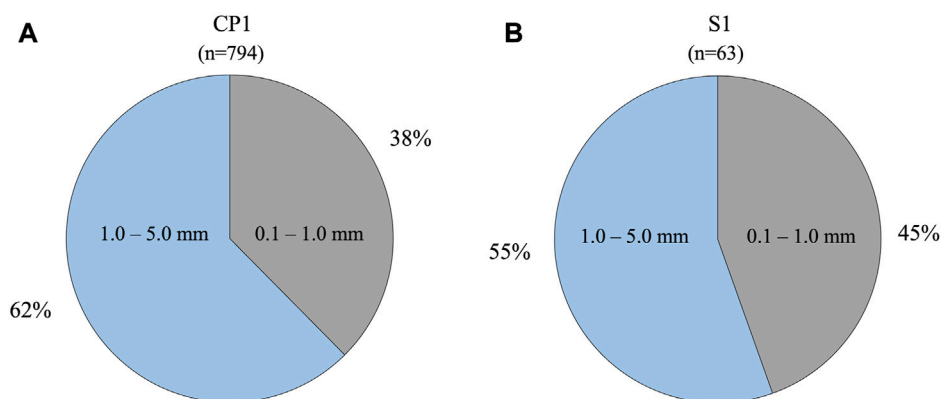 A
CP1
(n=794)
38%
1.0 – 5.0 mm
0.1 – 1.0 mm
62%
B
S1
(n=63)
1.0 – 5.0 mm
0.1 – 1.0 mm
45%
55%